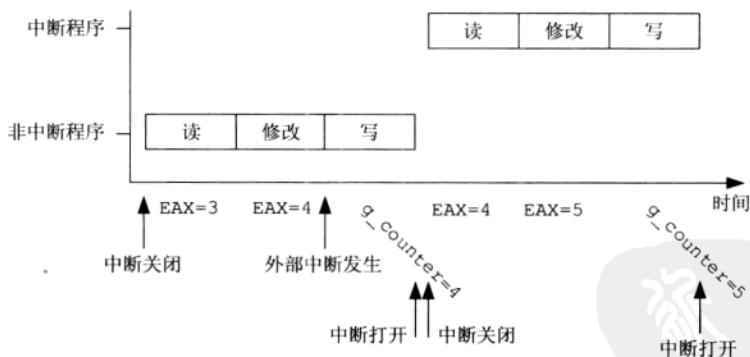 中断程序
读 修改 写
非中断程序
读 修改 写
时间
EAX=3 EAX=4 EAX=4 EAX=5
g_counter=4
g_counter=5
中断关闭 外部中断发生
中断打开 中断关闭 中断打开